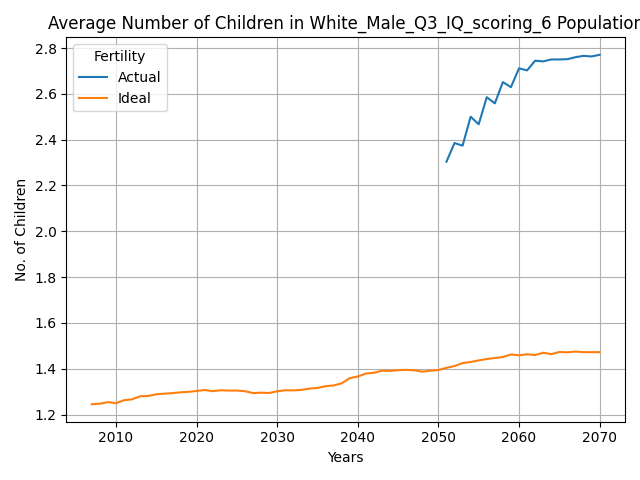 Average Number of Children in White_Male_Q3_IQ_scoring_6 Population
Fertility
Actual
Ideal
2.8
2.6
2.4
2.2
2.0
1.8
1.6
1.4
1.2
No. of Children
2010 2020 2030 2040 2050 2060 2070
Years